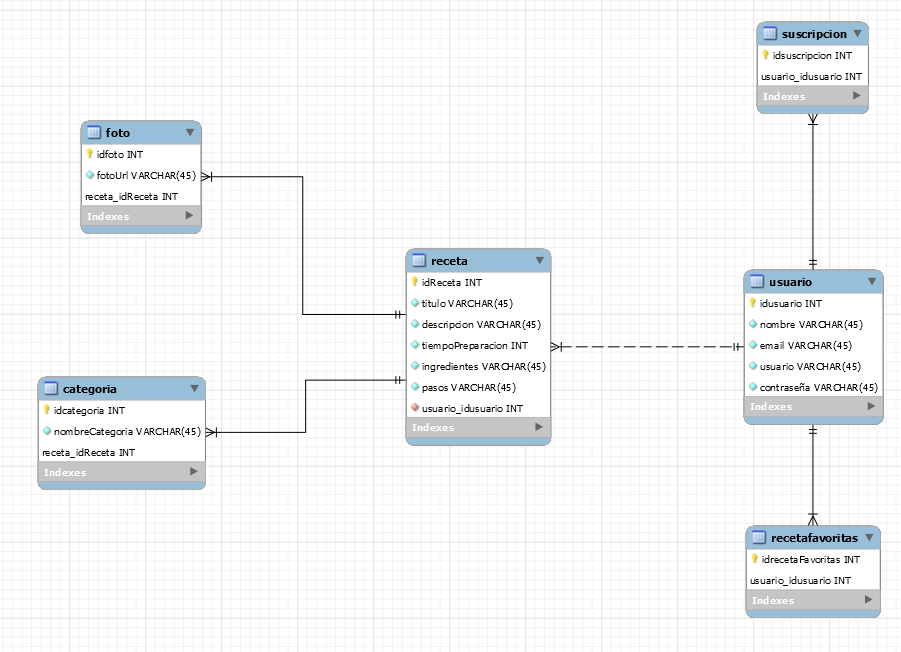 suscripcion
idsuscripcion INT
usuario_idusuario INT
Indexes
foto
idfoto INT
fotoUrl VARCHAR(45)
receta_idReceta INT
Indexes
receta
idReceta INT
titulo VARCHAR(45)
descripcion VARCHAR(45)
tiempoPreparacion INT
ingredientes VARCHAR(45)
pasos VARCHAR(45)
usuario_idusuario INT
Indexes
usuario
idusuario INT
nombre VARCHAR(45)
email VARCHAR(45)
usuario VARCHAR(45)
contraseña VARCHAR(45)
Indexes
categoria
idcategoria INT
nombreCategoria VARCHAR(45)
receta_idReceta INT
Indexes
recetafavoritas
idrecetaFavoritas INT
usuario_idusuario INT
Indexes